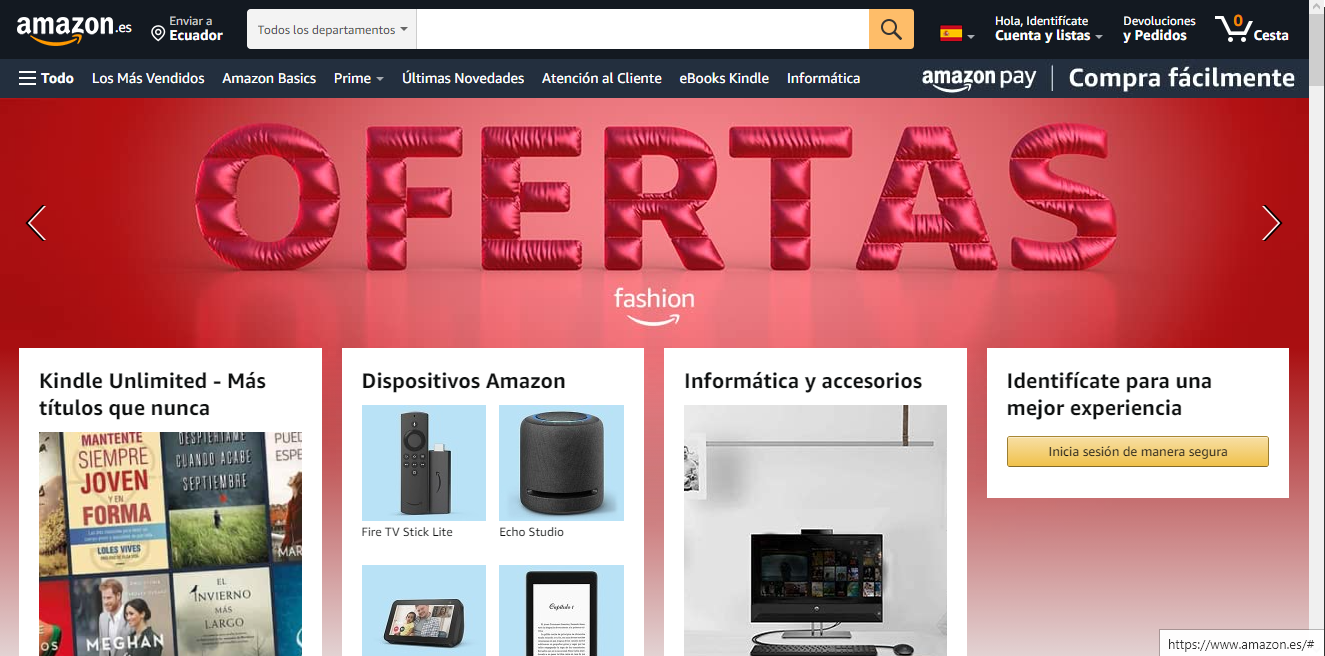 amazon.es
Enviar a
Ecuador
Todos los departamentos
Hola, Identifícate
Cuenta y listas
Devoluciones
y Pedidos
0
Cesta
Todo
Los Más Vendidos
Amazon Basics
Prime
Últimas Novedades
Atención al Cliente
eBooks Kindle
Informática
amazon pay
Compra fácilmente
OFERTAS
fashion
Kindle Unlimited - Más
títulos que nunca
MANTENTE
SIEMPRE
JOVEN
Y EN
FORMA
LOLES VIVES
DESPIÉRTAME
CUANDO ACABE
SEPTIEMBRE
PUED
ESPE
MAR
OS
MEGHAN
EL
INVIERNO
MÁS
LARGO
Dispositivos Amazon
Fire TV Stick Lite
Echo Studio
Capítulo 1
Informática y accesorios
Identifícate para una
mejor experiencia
Inicia sesión de manera segura
https://www.amazon.es/#